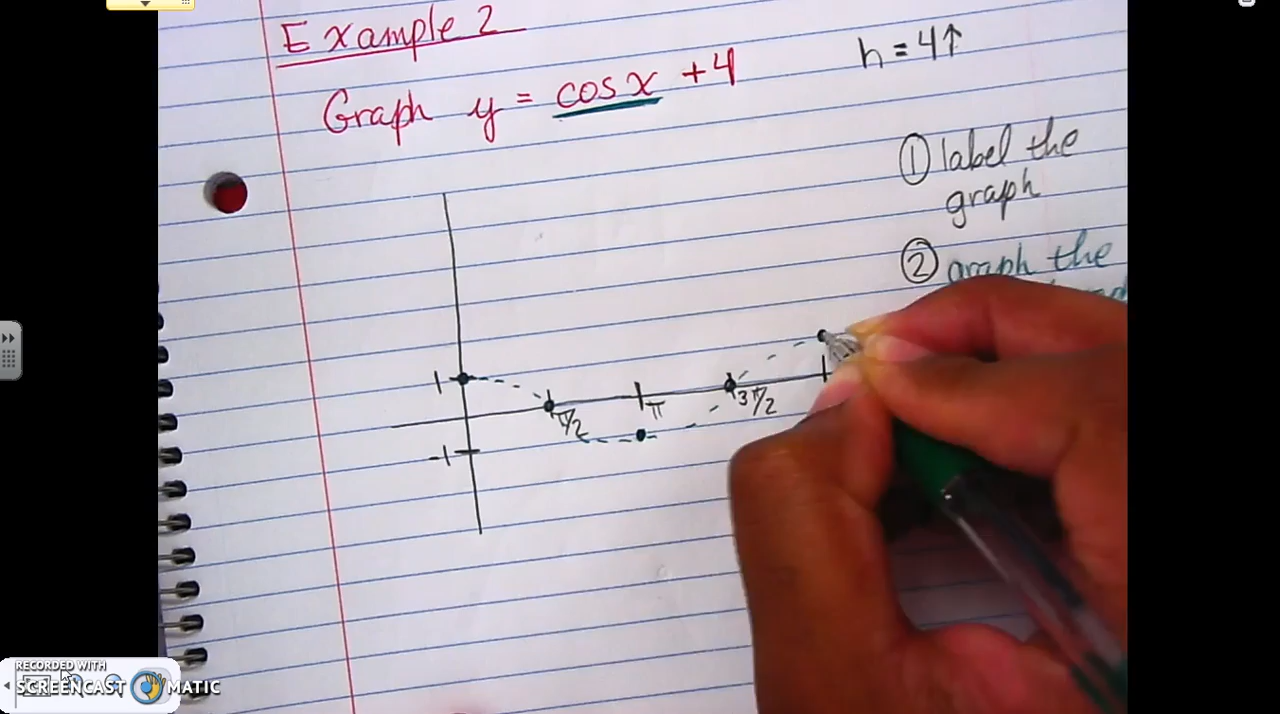 Example 2
Graph y = cos x + 4
h = 4↑
① label the
graph
② graph the
1
-1
π/2
π
3π/2
RECORDED WITH
SCREENCAST MATIC